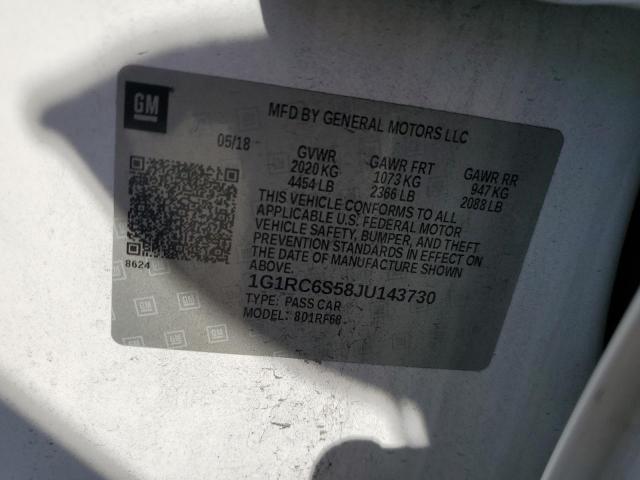 GM
MFD BY GENERAL MOTORS LLC
05/18
GVWR GAWR FRT GAWR RR
2020 KG 1073 KG 947 KG
4454 LB 2366 LB 2088 LB
THIS VEHICLE CONFORMS TO ALL
APPLICABLE U.S. FEDERAL MOTOR
VEHICLE SAFETY, BUMPER, AND THEFT
PREVENTION STANDARDS IN EFFECT ON
THE DATE OF MANUFACTURE SHOWN
ABOVE.
8624
1G1RC6S58JU143730
TYPE: PASS CAR
MODEL: 8D1RF68